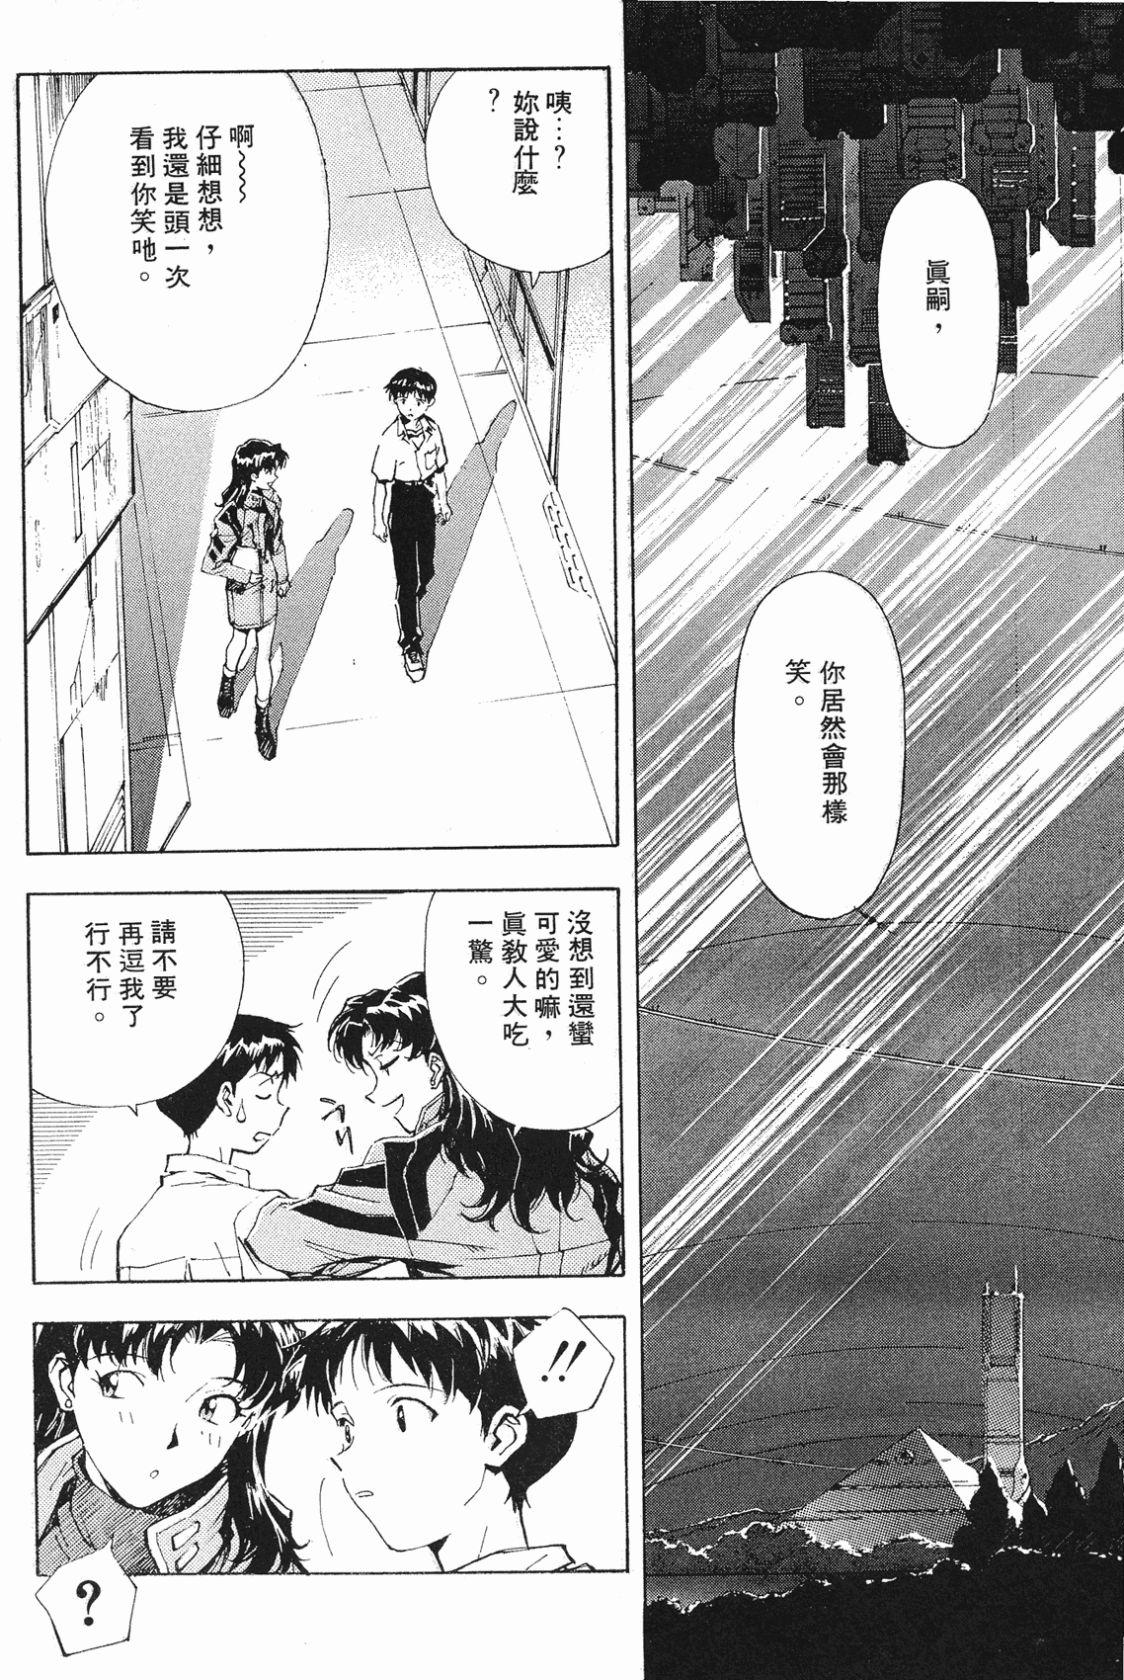 眞嗣，
你居然會那樣
笑。
咦…？
妳說什麼
？
啊～～～
仔細想想，
我還是頭一次
看到你笑吔。
沒想到還蠻
可愛的嘛，
眞教人大吃
一驚。
うり
請不要
再逗我了
行不行。
!!
?